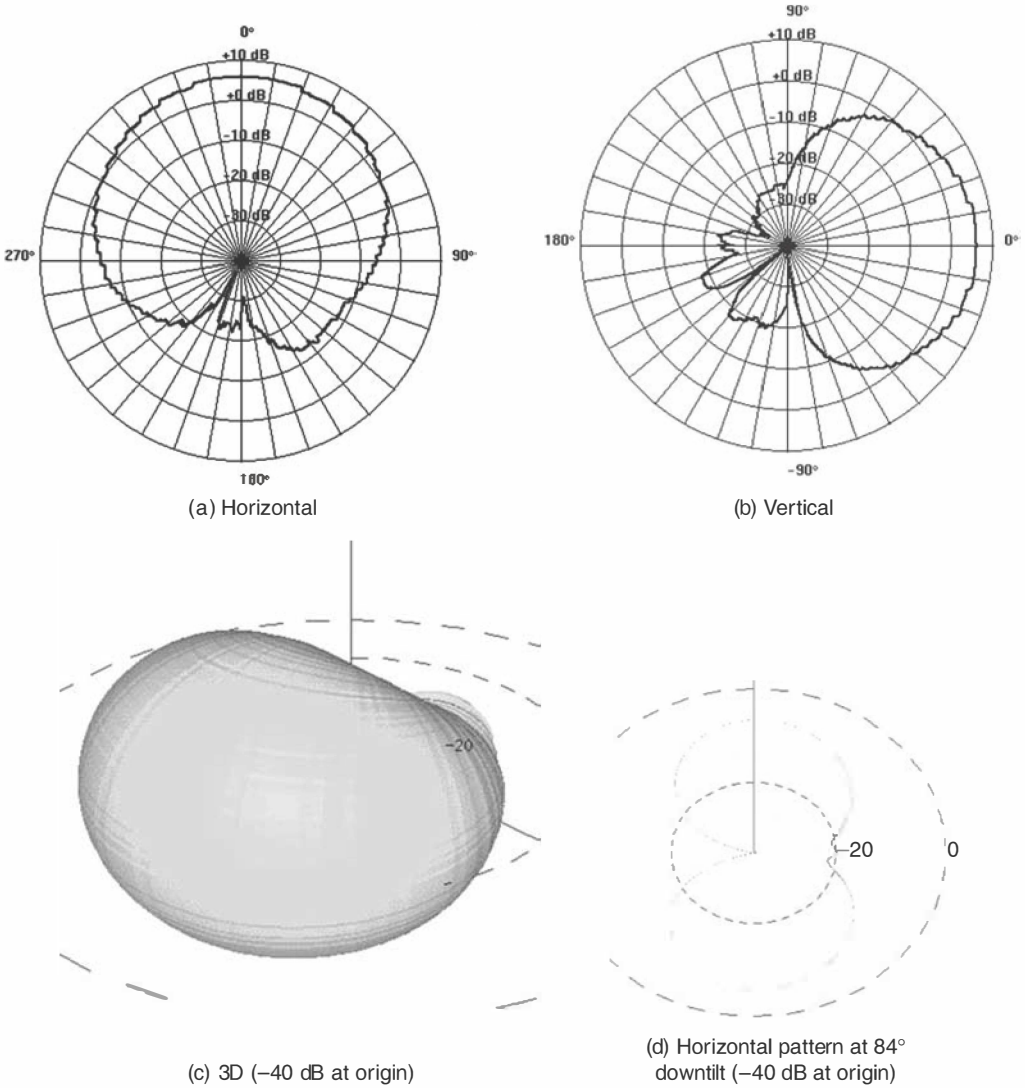 0°
+10 dB
+0 dB
-10 dB
-20 dB
-30 dB
270°
90°
(a) Horizontal
90°
+10 dB
+0 dB
-10 dB
-20 dB
-30 dB
180°
0°
-90°
(b) Vertical
−20
(c) 3D (−40 dB at origin)
−20
0
(d) Horizontal pattern at 84°
downtilt (−40 dB at origin)